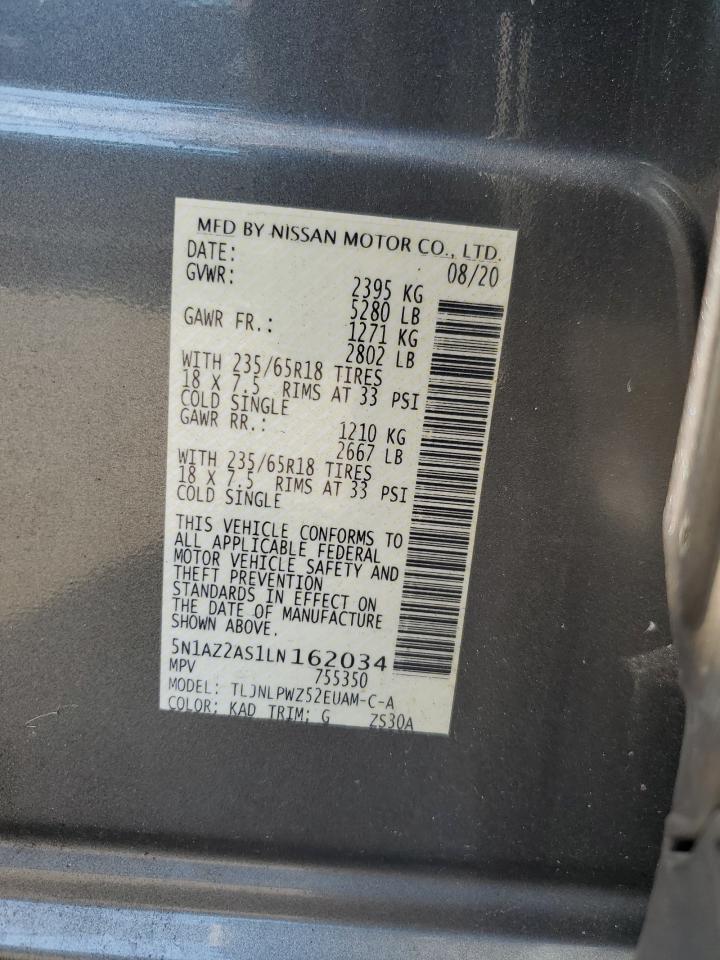 MFD BY NISSAN MOTOR CO., LTD.
DATE: 08/20
GVWR: 2395 KG
5280 LB
GAWR FR.: 1271 KG
2802 LB
WITH 235/65R18 TIRES
18 X 7.5 RIMS AT 33 PSI
COLD SINGLE
GAWR RR.: 1210 KG
2667 LB
WITH 235/65R18 TIRES
18 X 7.5 RIMS AT 33 PSI
COLD SINGLE
THIS VEHICLE CONFORMS TO
ALL APPLICABLE FEDERAL
MOTOR VEHICLE SAFETY AND
THEFT PREVENTION
STANDARDS IN EFFECT ON
THE DATE OF MANUFACTURE
SHOWN ABOVE.
5N1AZ2AS1LN162034
MPV 755350
MODEL: TLJNLPWZ52EUAM-C-A
COLOR: KAD TRIM: G ZS30A